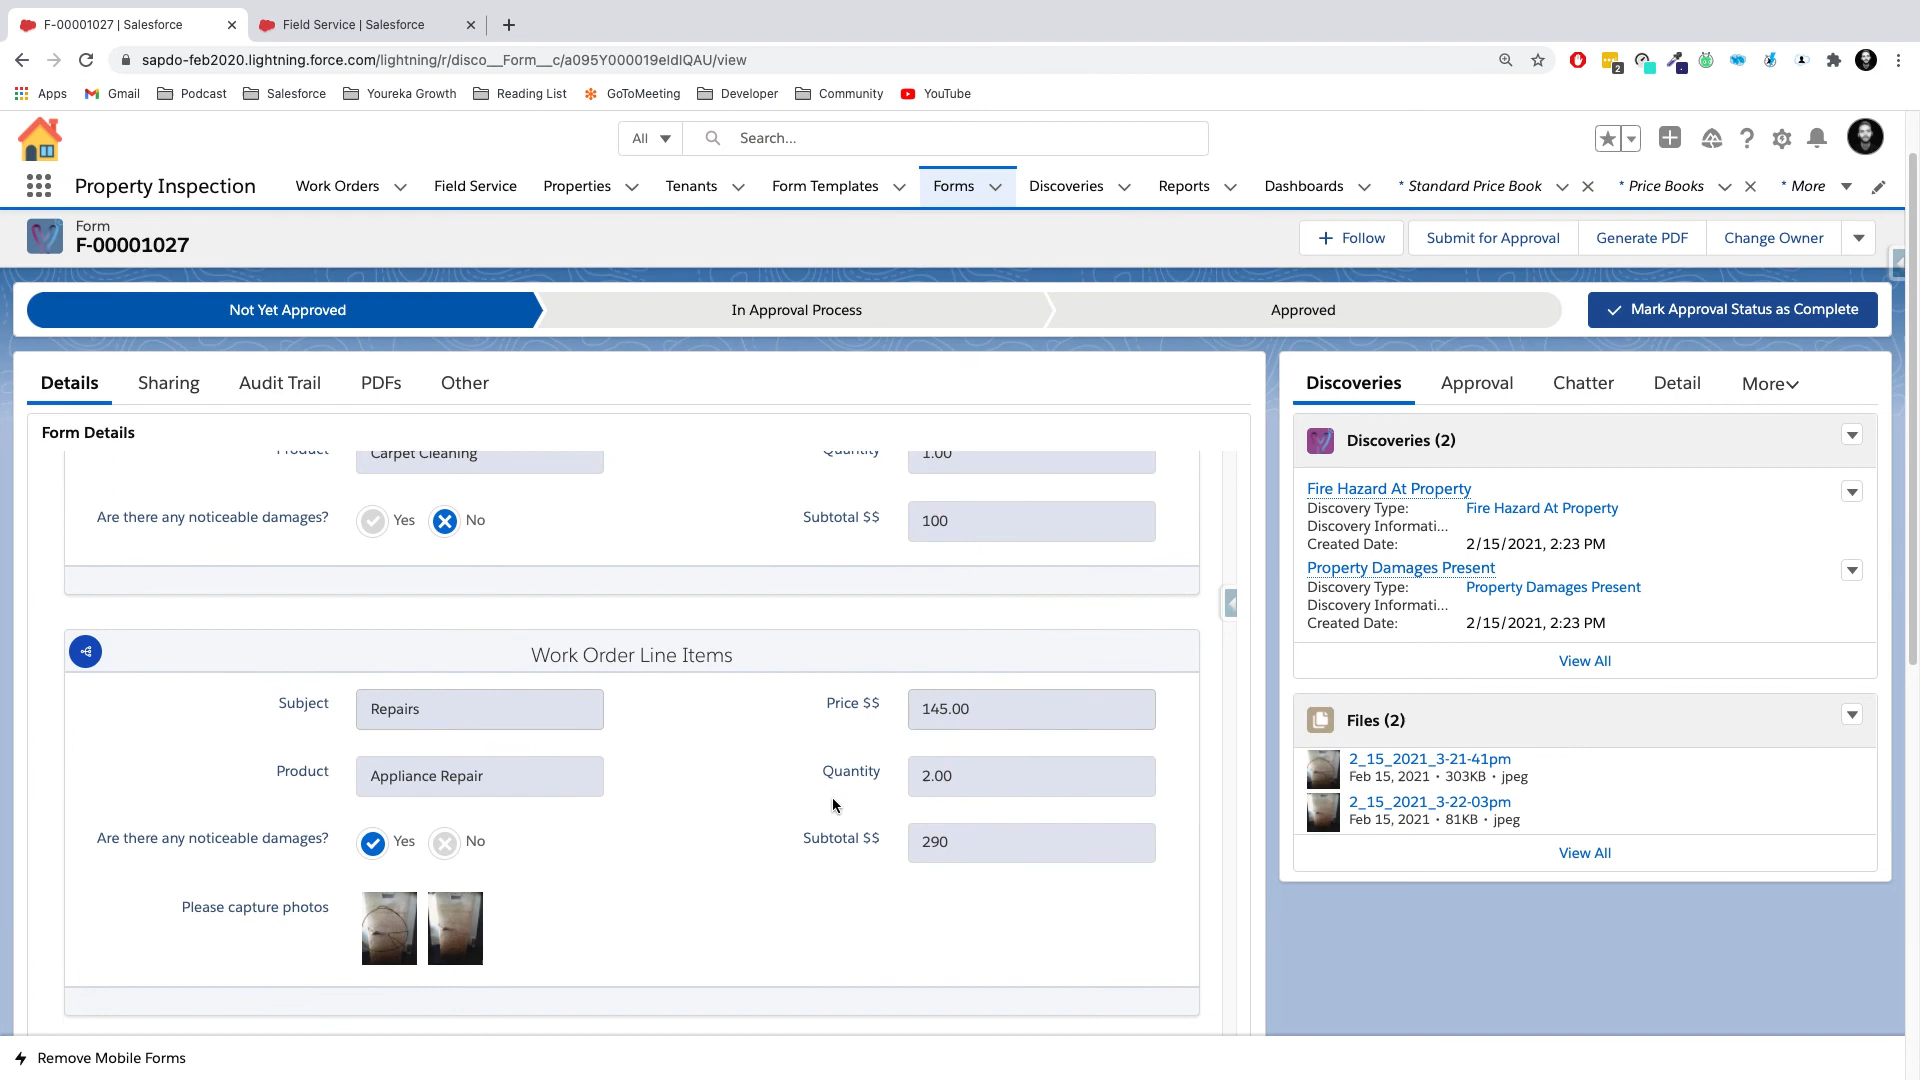 F-00001027 | Salesforce
Field Service | Salesforce
sapdo-feb2020.lightning.force.com/lightning/r/disco__Form__c/a095Y000019eIdIQAU/view
2
Apps
Gmail
Podcast
Salesforce
Youreka Growth
Reading List
GoToMeeting
Developer
Community
YouTube
All
Search...
Property Inspection
Work Orders
Field Service
Properties
Tenants
Form Templates
Forms
Discoveries
Reports
Dashboards
* Standard Price Book
* Price Books
* More
Form
F-00001027
Follow
Submit for Approval
Generate PDF
Change Owner
Not Yet Approved
In Approval Process
Approved
Mark Approval Status as Complete
Details
Sharing
Audit Trail
PDFs
Other
Form Details
Product
Carpet Cleaning
Quantity
1.00
Are there any noticeable damages?
Yes
No
Subtotal $$
100
Work Order Line Items
Subject
Repairs
Price $$
145.00
Product
Appliance Repair
Quantity
2.00
Are there any noticeable damages?
Yes
No
Subtotal $$
290
Please capture photos
Discoveries
Approval
Chatter
Detail
More
Discoveries (2)
Fire Hazard At Property
Discovery Type:
Fire Hazard At Property
Discovery Informati...
Created Date:
2/15/2021, 2:23 PM
Property Damages Present
Discovery Type:
Property Damages Present
Discovery Informati...
Created Date:
2/15/2021, 2:23 PM
View All
Files (2)
2_15_2021_3-21-41pm
Feb 15, 2021 • 303KB • jpeg
2_15_2021_3-22-03pm
Feb 15, 2021 • 81KB • jpeg
View All
Remove Mobile Forms